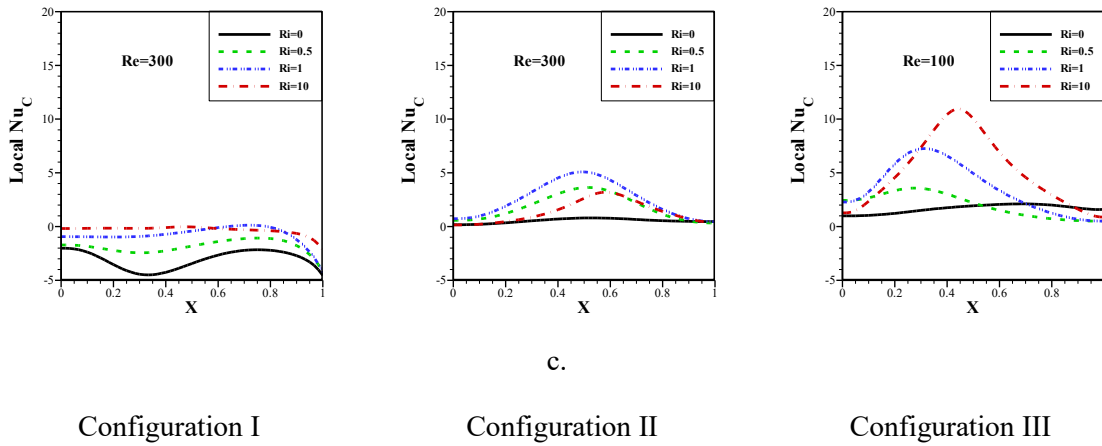 20
15
10
5
0
-5
Local Nu_C
Re=300
Ri=0
Ri=0.5
Ri=1
Ri=10
0 0.2 0.4 0.6 0.8 1
X
20
15
10
5
0
-5
Local Nu_C
Re=300
Ri=0
Ri=0.5
Ri=1
Ri=10
0 0.2 0.4 0.6 0.8 1
X
20
15
10
5
0
-5
Local Nu_C
Re=100
Ri=0
Ri=0.5
Ri=1
Ri=10
0 0.2 0.4 0.6 0.8
X
c.
Configuration I Configuration II Configuration III